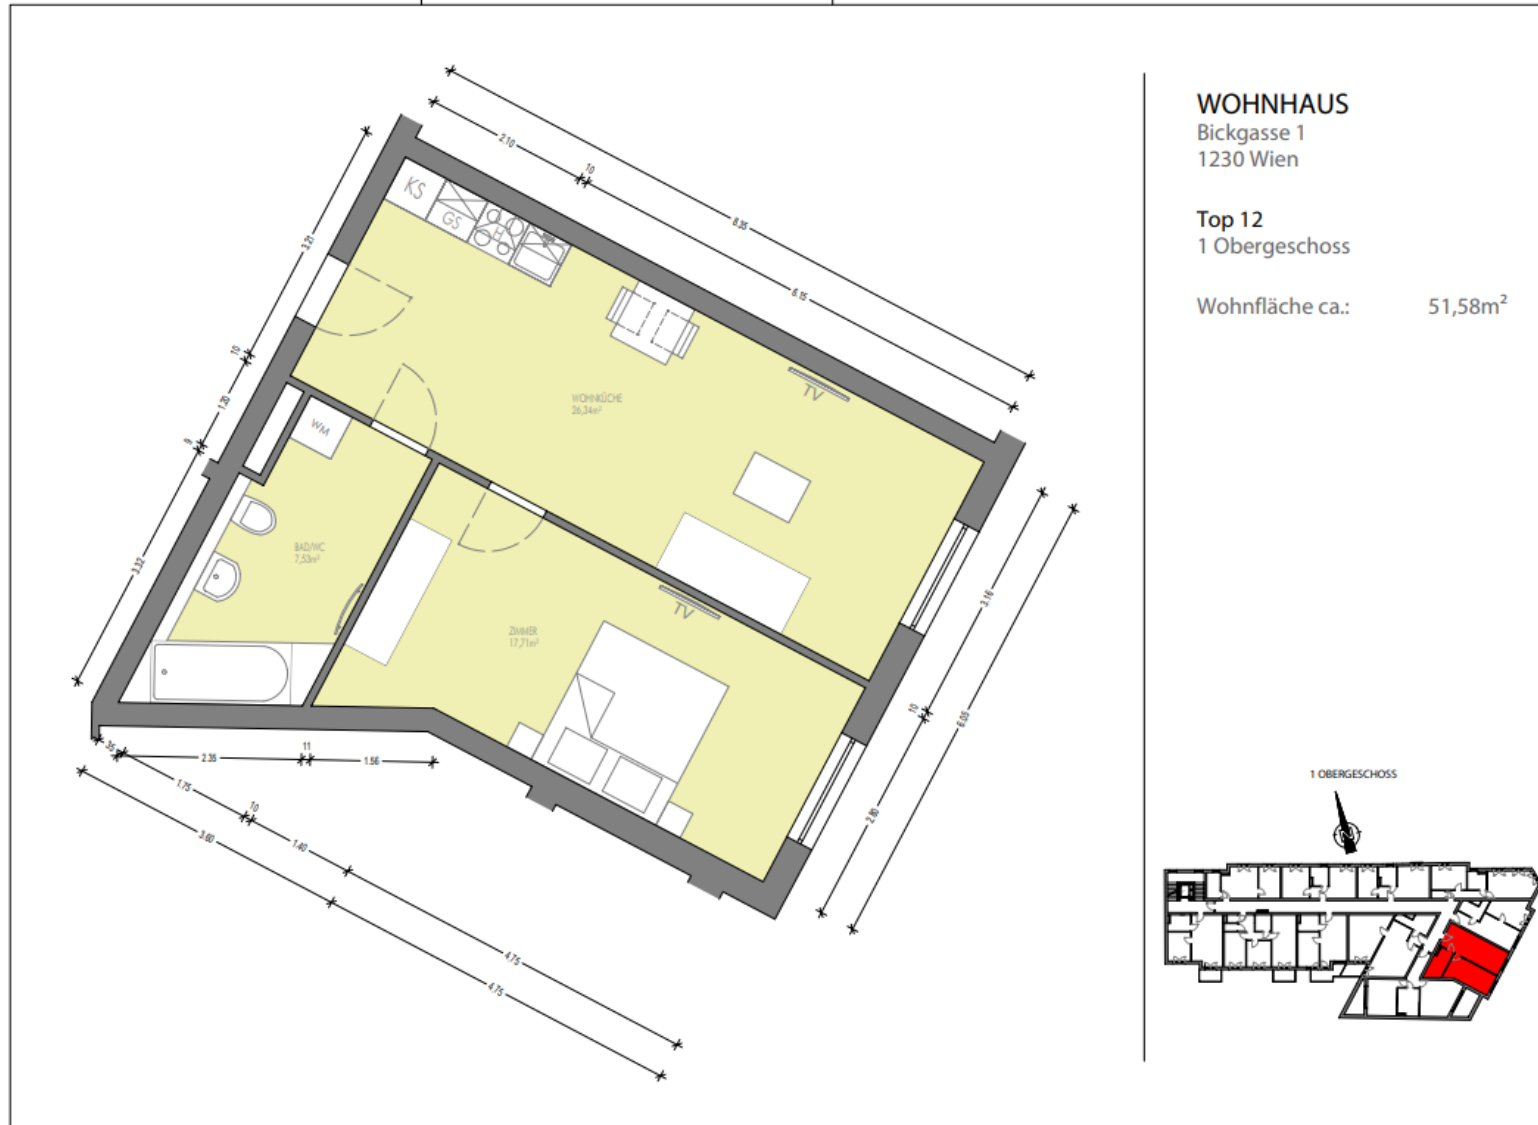 WOHNHAUS
Bickgasse 1
1230 Wien
Top 12
1 Obergeschoss
Wohnfläche ca.: 51,58m²
2.10
10
8.35
6.15
3.21
10
1.20
9
3.32
KS
GS
H
TV
WOHNKÜCHE
26,34m²
WM
BAD/WC
7,53m²
TV
ZIMMER
17,71m²
3.16
10
6.05
2.80
35
2.35
11
1.56
1.75
10
3.60
1.40
4.75
4.75
1 OBERGESCHOSS
N